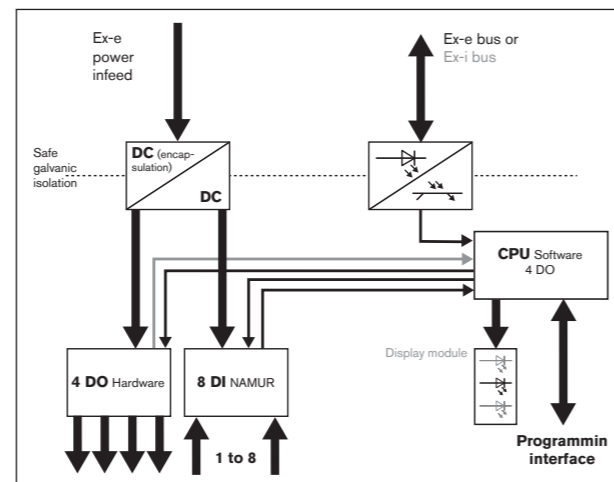 Ex-e
power
infeed
Ex-e bus or
Ex-i bus
Safe
galvanic
isolation
DC (encap-
sulation)
DC
CPU Software
4 DO
Display module
4 DO Hardware
8 DI NAMUR
1 to 8
Programmin
interface